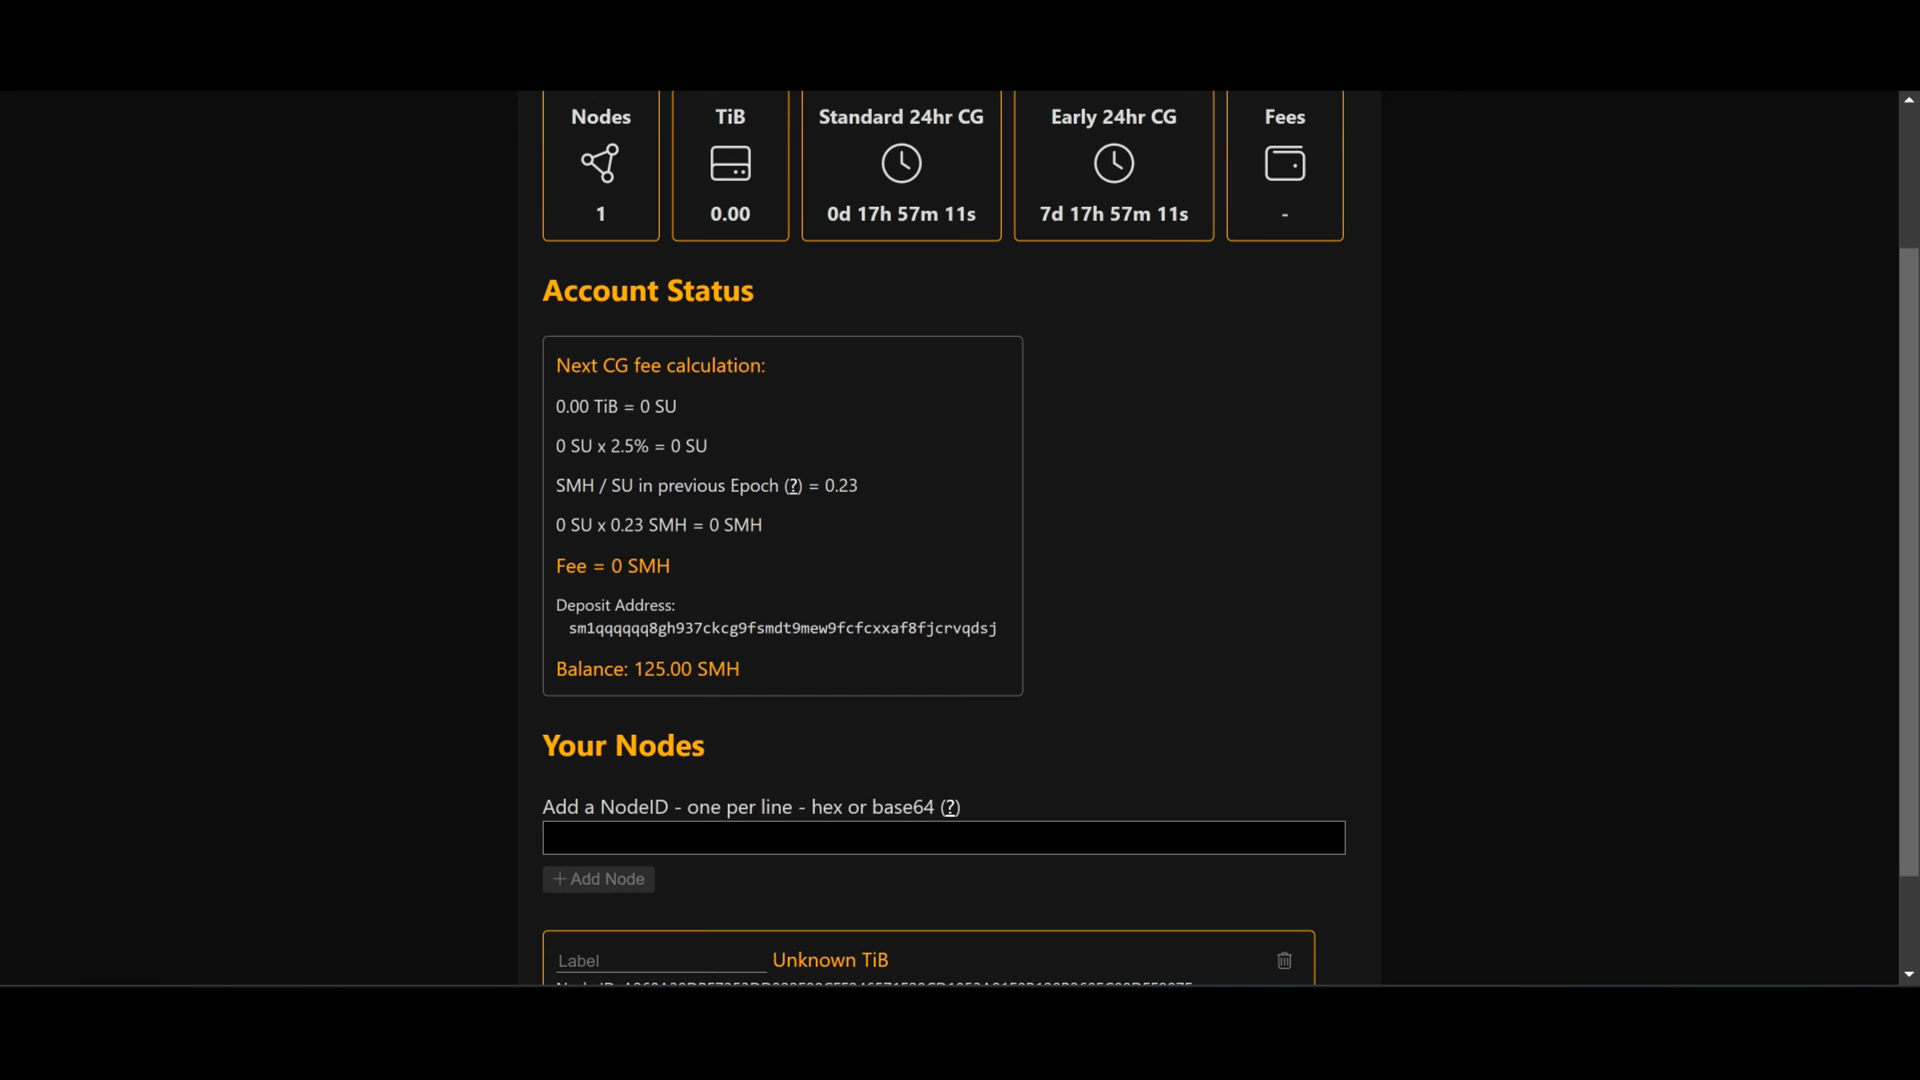 Nodes
TiB
Standard 24hr CG
Early 24hr CG
Fees
1
0.00
0d 17h 57m 11s
7d 17h 57m 11s
-
Account Status
Next CG fee calculation:
0.00 TiB = 0 SU
0 SU x 2.5% = 0 SU
SMH / SU in previous Epoch (?) = 0.23
0 SU x 0.23 SMH = 0 SMH
Fee = 0 SMH
Deposit Address:
sm1qqqqqq8gh937ckcg9fsmdt9mew9fcfcxxaf8fjcrvqdsj
Balance: 125.00 SMH
Your Nodes
Add a NodeID - one per line - hex or base64 (?)
+ Add Node
Label
Unknown TiB